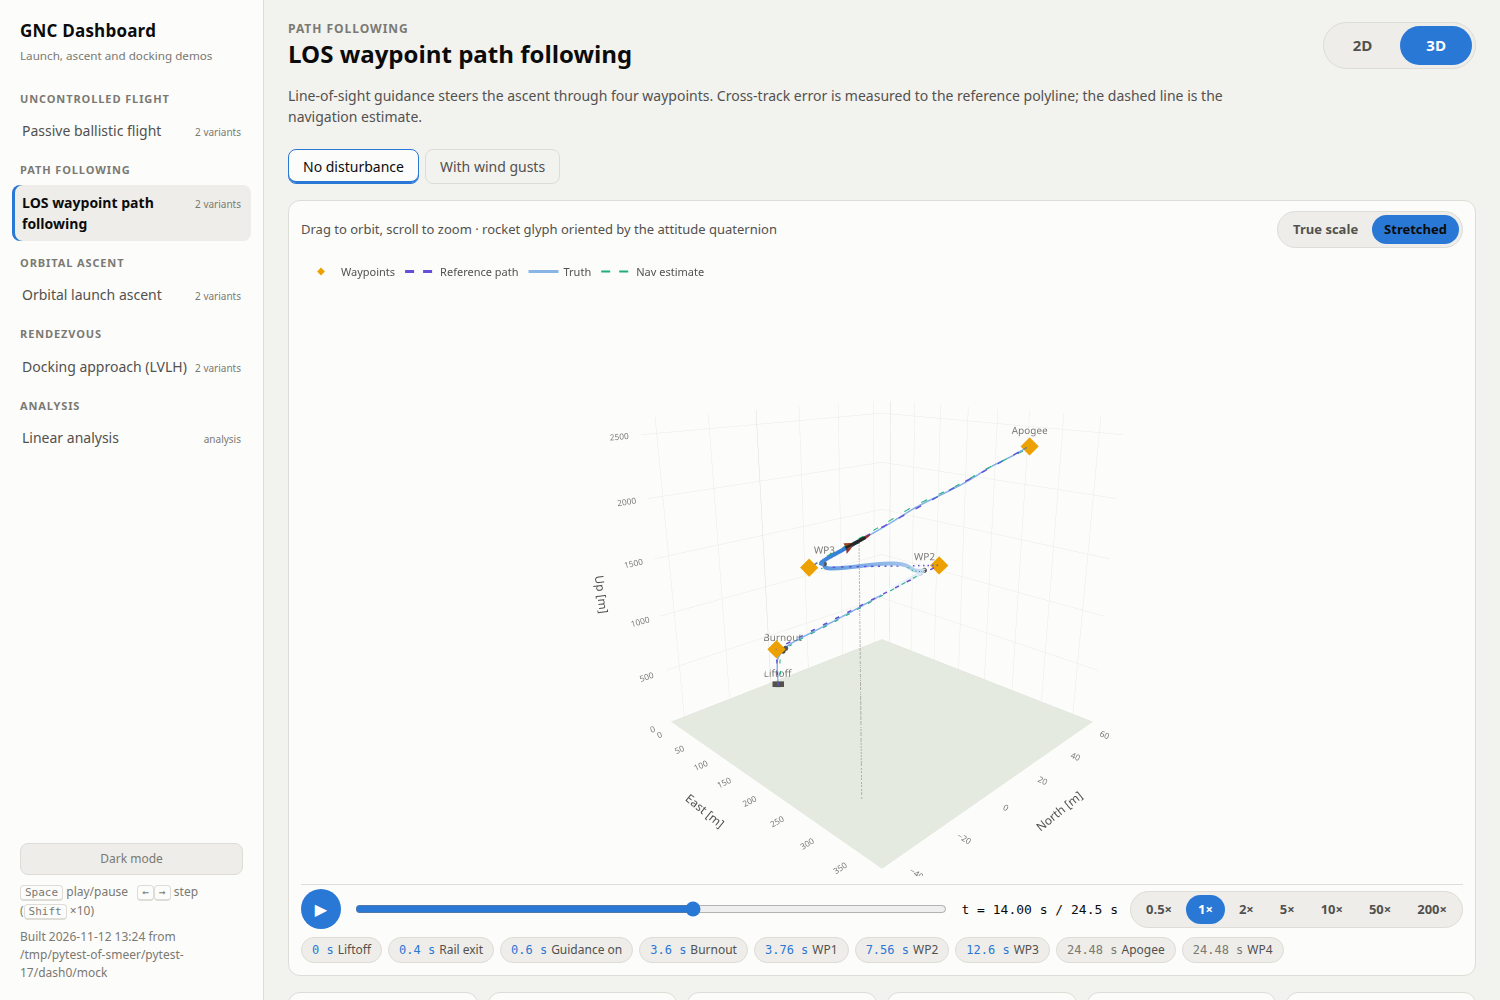 GNC Dashboard
Launch, ascent and docking demos
UNCONTROLLED FLIGHT
Passive ballistic flight 2 variants
PATH FOLLOWING
LOS waypoint path following 2 variants
ORBITAL ASCENT
Orbital launch ascent 2 variants
RENDEZVOUS
Docking approach (LVLH) 2 variants
ANALYSIS
Linear analysis analysis
Dark mode
Space play/pause ← → step
(Shift ×10)
Built 2026-11-12 13:24 from
/tmp/pytest-of-smeer/pytest-
17/dash0/mock
PATH FOLLOWING
LOS waypoint path following
2D 3D
Line-of-sight guidance steers the ascent through four waypoints. Cross-track error is measured to the reference polyline; the dashed line is the
navigation estimate.
No disturbance With wind gusts
Drag to orbit, scroll to zoom · rocket glyph oriented by the attitude quaternion
True scale Stretched
Waypoints Reference path Truth Nav estimate
Apogee
2500
2000
WP3 WP2
1500
Up [m]
1000
Burnout
Liftoff
500
0
0 50 100 150 200 250 300 350
East [m]
60 40 20 0 −20 −40
North [m]
▶ t = 14.00 s / 24.5 s 0.5× 1× 2× 5× 10× 50× 200×
0 s Liftoff 0.4 s Rail exit 0.6 s Guidance on 3.6 s Burnout 3.76 s WP1 7.56 s WP2 12.6 s WP3 24.48 s Apogee 24.48 s WP4